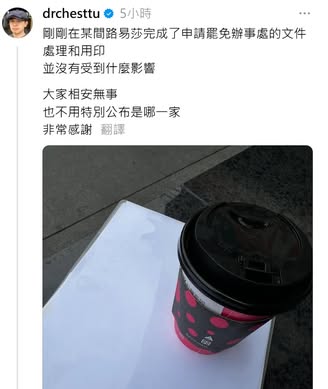 drchesttu 5小時
剛剛在某間路易莎完成了申請罷免辦事處的文件
處理和用印
並沒有受到什麼影響
大家相安無事
也不用特別公布是哪一家
非常感謝 翻譯